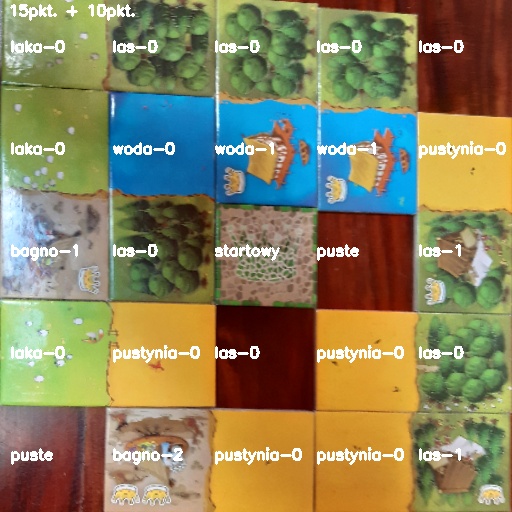 15pkt. + 10pkt.
laka-0 las-0 las-0 las-0 las-0
laka-0 woda-0 woda-1 woda-1 pustynia-0
bagno-1 las-0 startowy puste las-1
laka-0 pustynia-0 las-0 pustynia-0 las-0
puste bagno-2 pustynia-0 pustynia-0 las-1